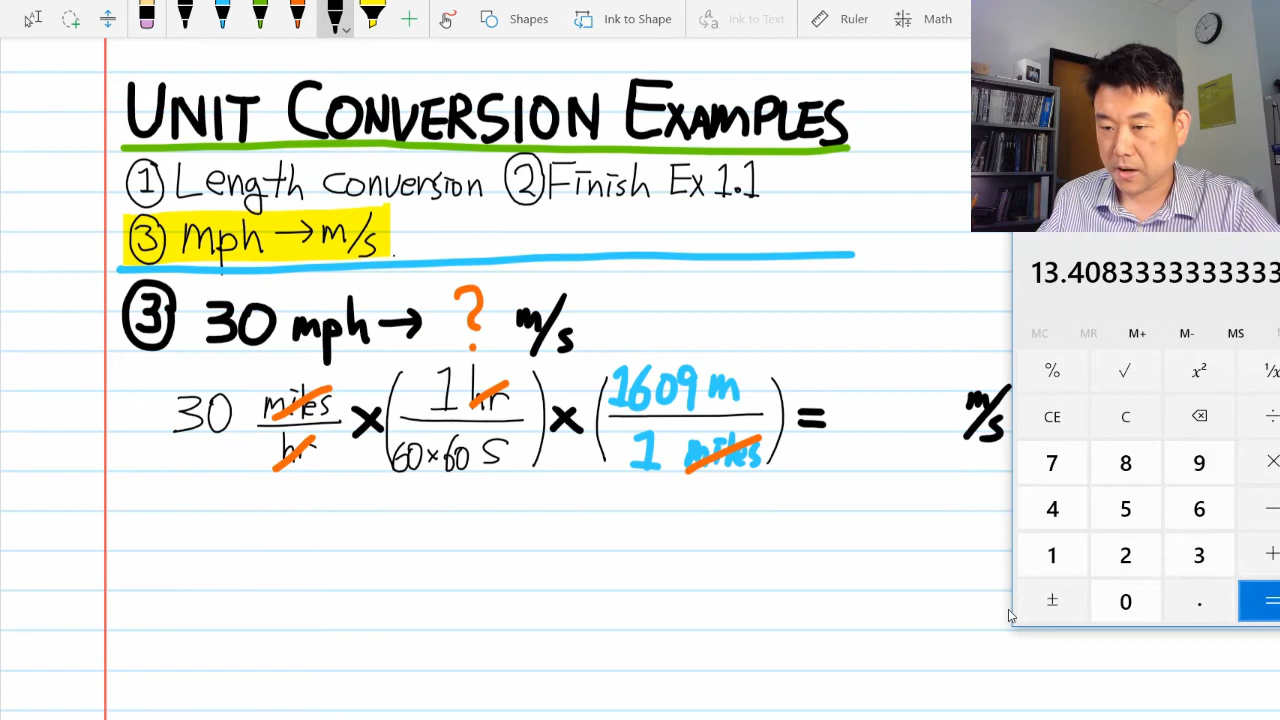 Shapes Ink to Shape Ink to Text Ruler Math
UNIT CONVERSION EXAMPLES
① Length conversion ② Finish Ex 1.1
③ mph → m/s
③ 30 mph → ? m/s
30 miles/hr × (1 hr / 60×60 s) × (1609 m / 1 miles) = m/s
13.4083333333333
MC MR M+ M- MS
% √ x² ¹/x
CE C ÷
7 8 9 ×
4 5 6 −
1 2 3 +
± 0 . =